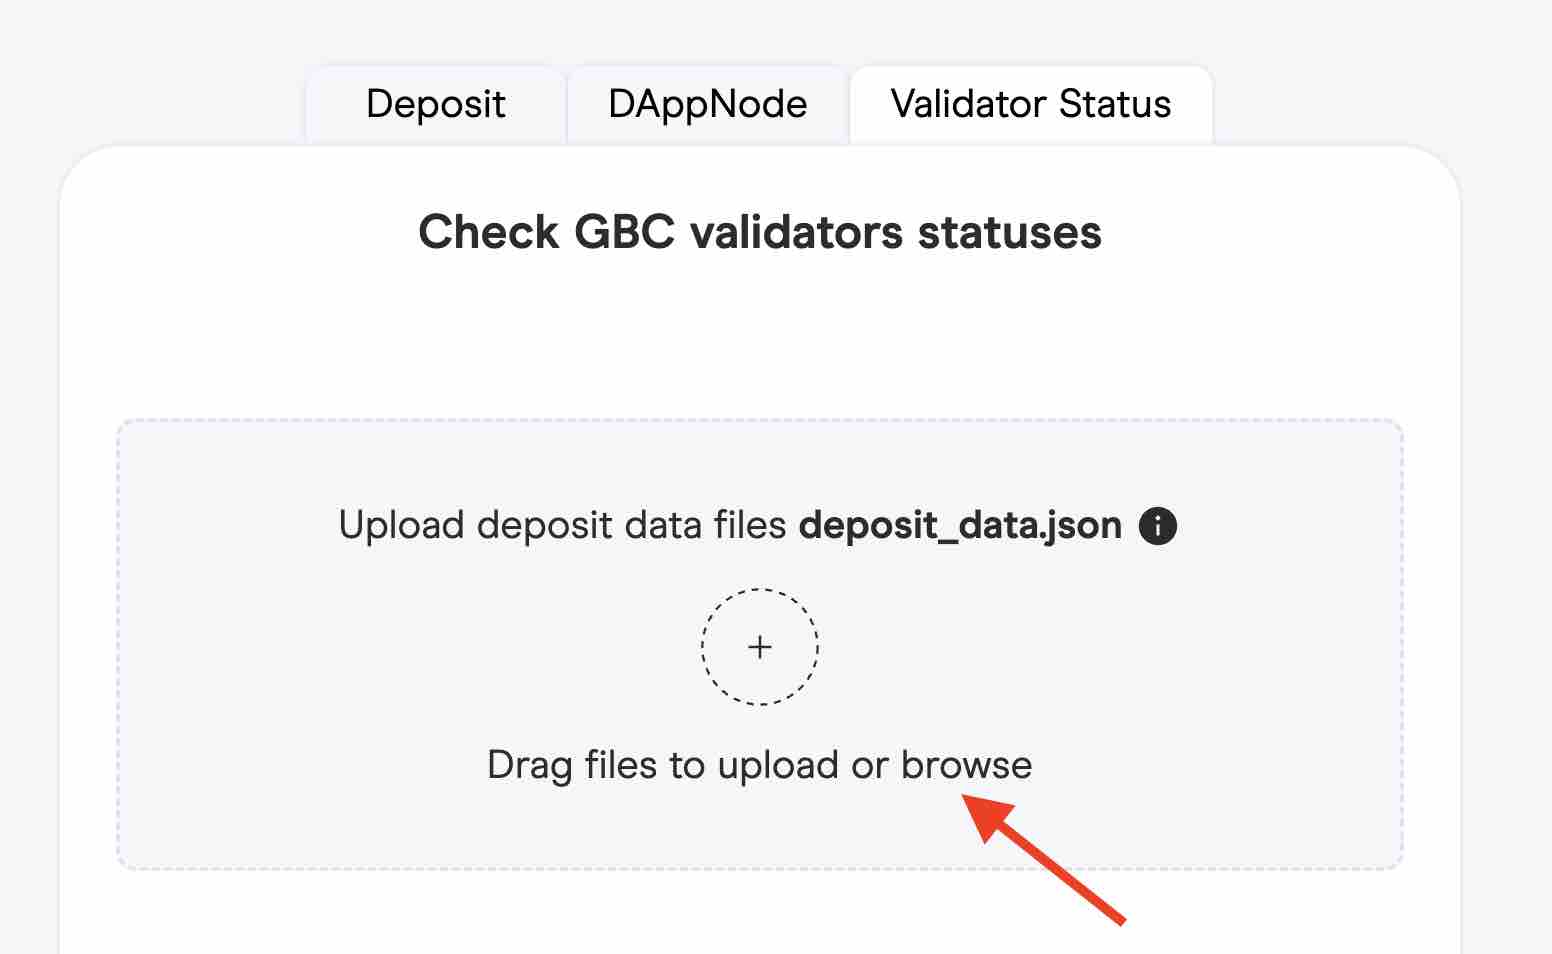 Deposit DAppNode Validator Status
Check GBC validators statuses
Upload deposit data files deposit_data.json i
+
Drag files to upload or browse